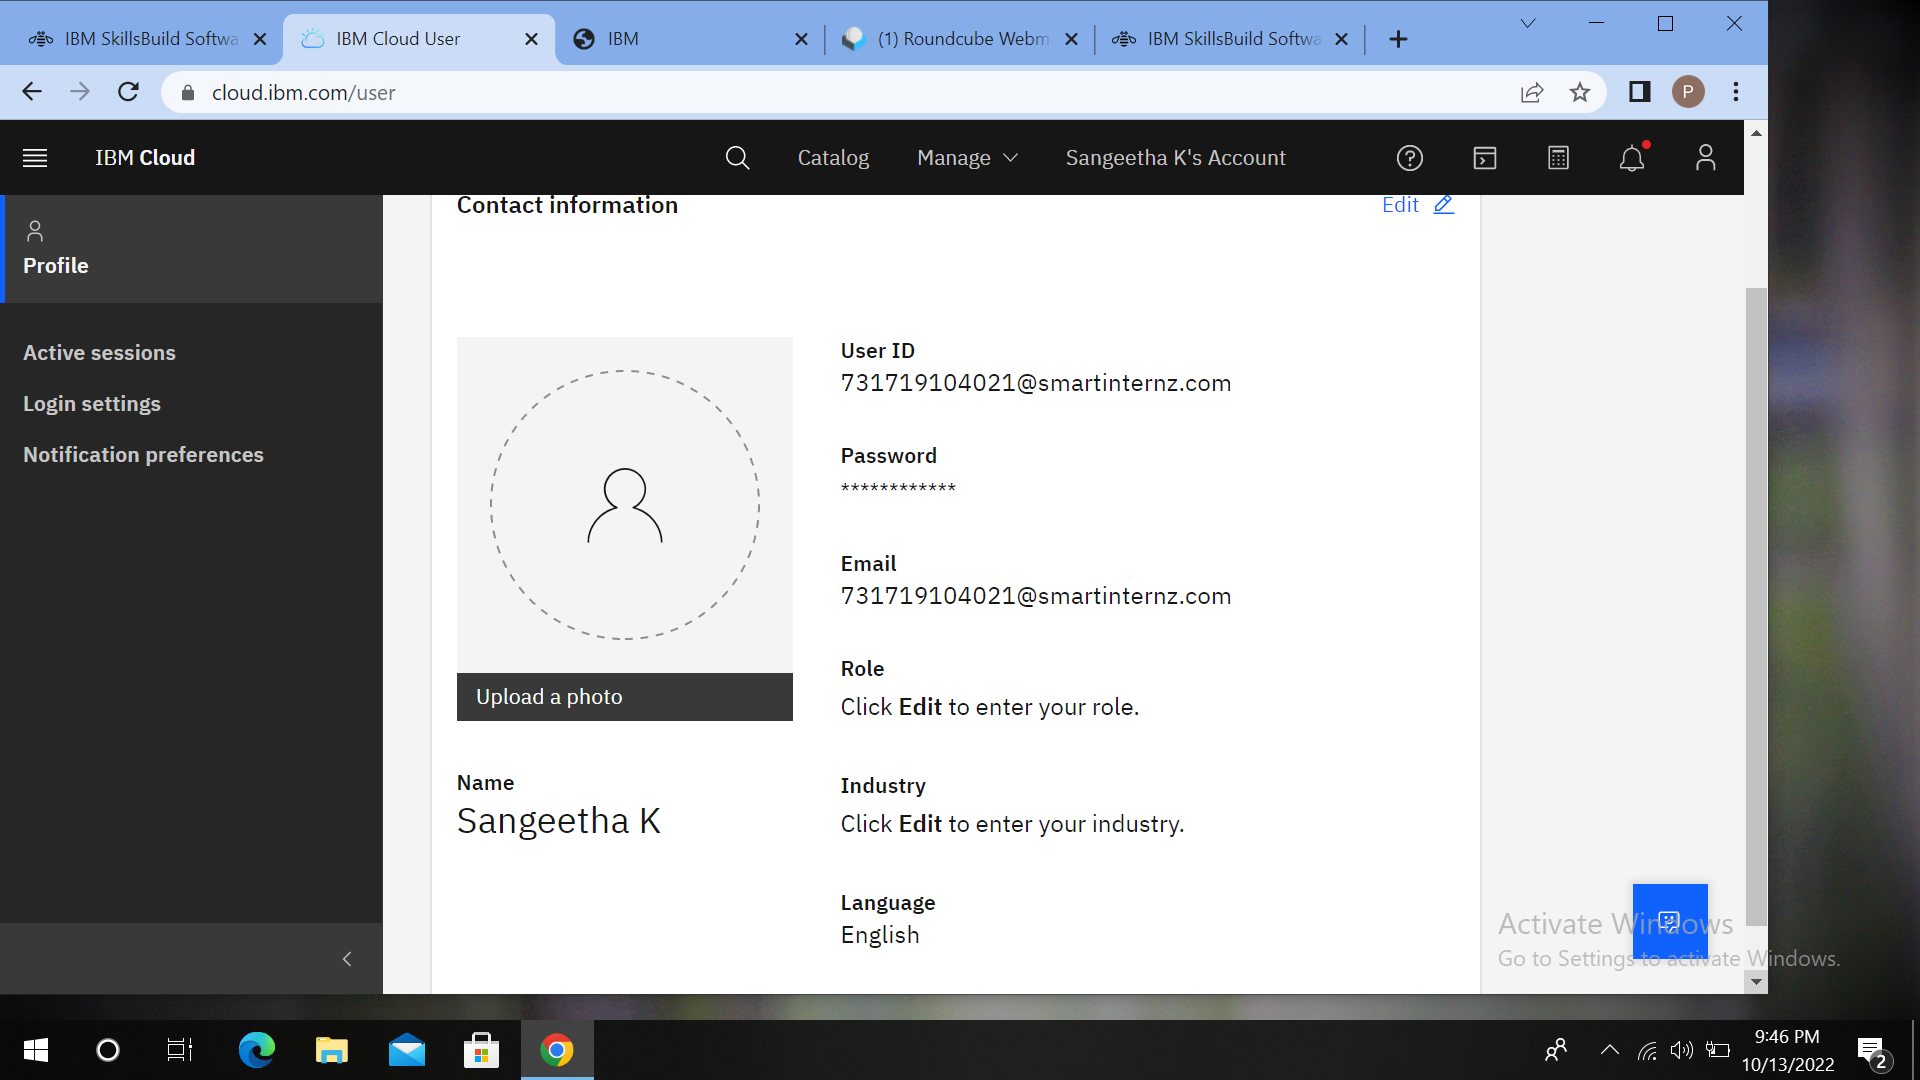 IBM SkillsBuild Softwa
IBM Cloud User
IBM
(1) Roundcube Webm
IBM SkillsBuild Softwa
cloud.ibm.com/user
P
IBM Cloud
Catalog
Manage
Sangeetha K's Account
Profile
Active sessions
Login settings
Notification preferences
Contact information
Edit
Upload a photo
Name
Sangeetha K
User ID
731719104021@smartinternz.com
Password
************
Email
731719104021@smartinternz.com
Role
Click Edit to enter your role.
Industry
Click Edit to enter your industry.
Language
English
Activate Windows
Go to Settings to activate Windows.
9:46 PM
10/13/2022
2